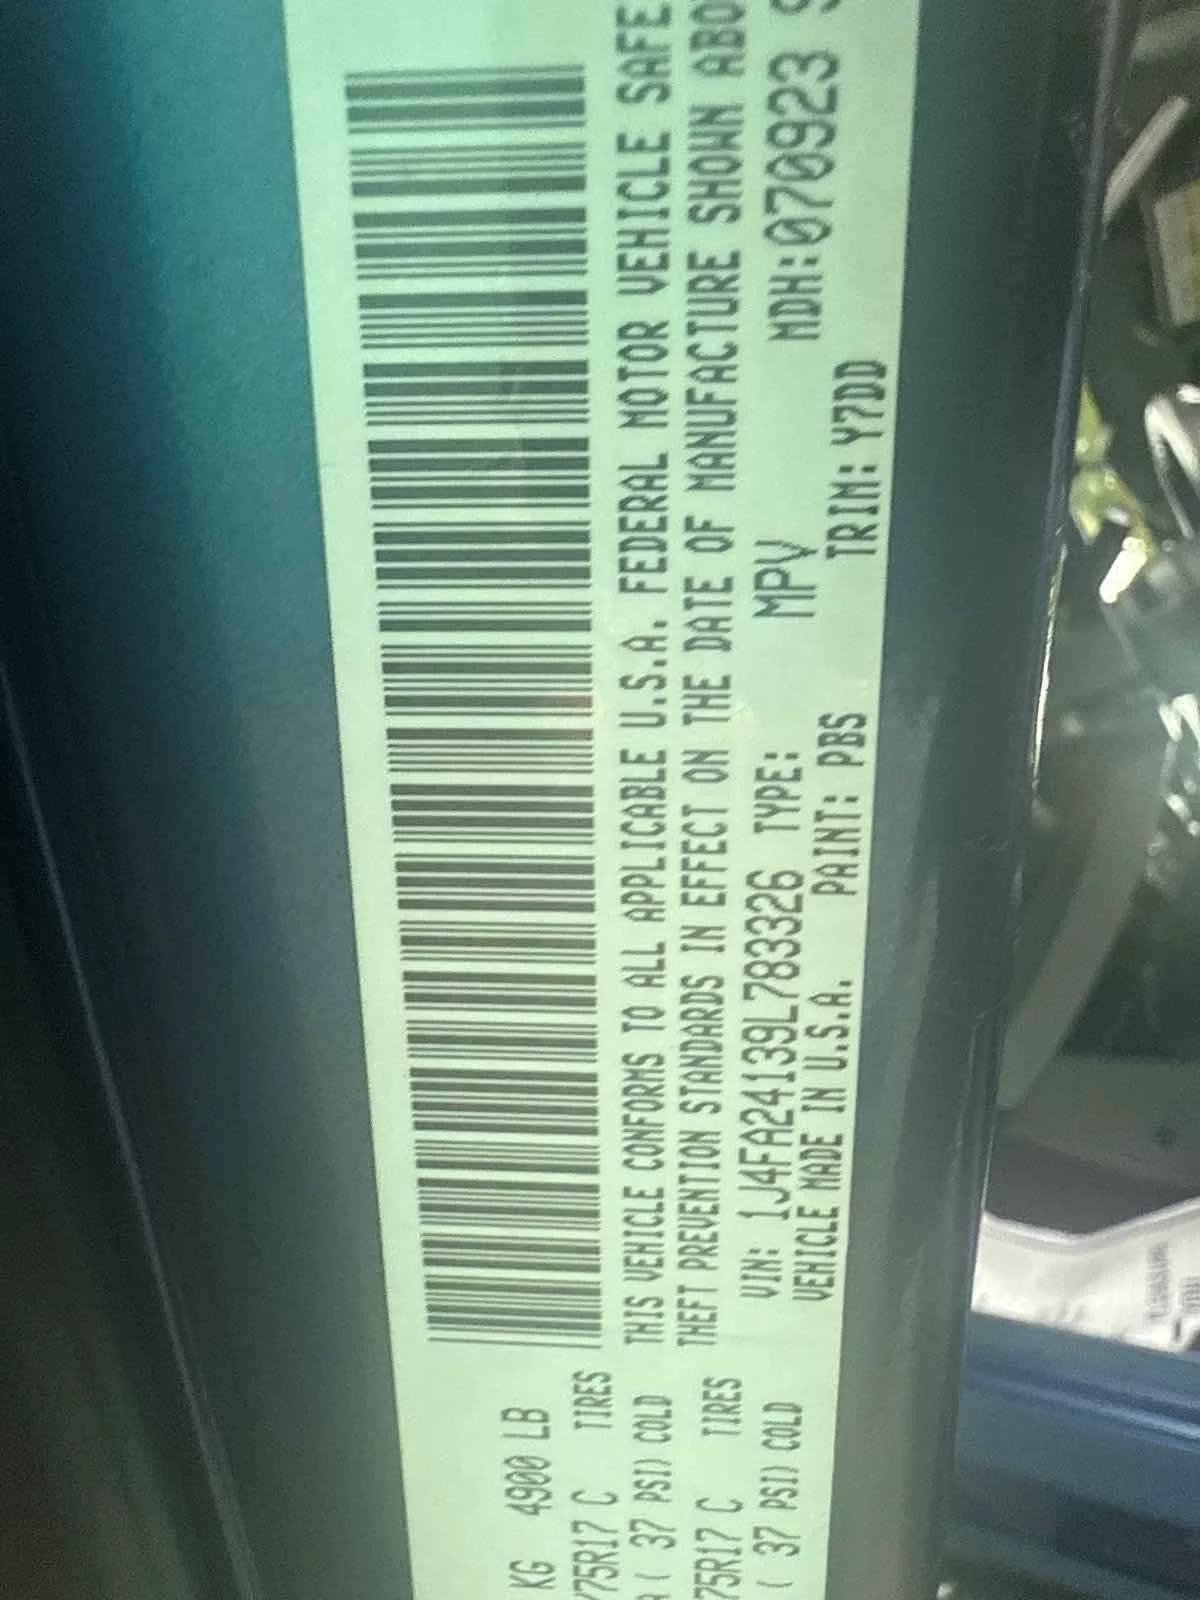 KG 4900 LB
/75R17 C TIRES
A ( 37 PSI) COLD
75R17 C TIRES
( 37 PSI) COLD
THIS VEHICLE CONFORMS TO ALL APPLICABLE U.S.A. FEDERAL MOTOR VEHICLE SAFE
THEFT PREVENTION STANDARDS IN EFFECT ON THE DATE OF MANUFACTURE SHOWN ABO
VIN: 1J4FA24139L783326 TYPE: MPV MDH:070923 S
VEHICLE MADE IN U.S.A. PAINT: PBS TRIM: Y7DD